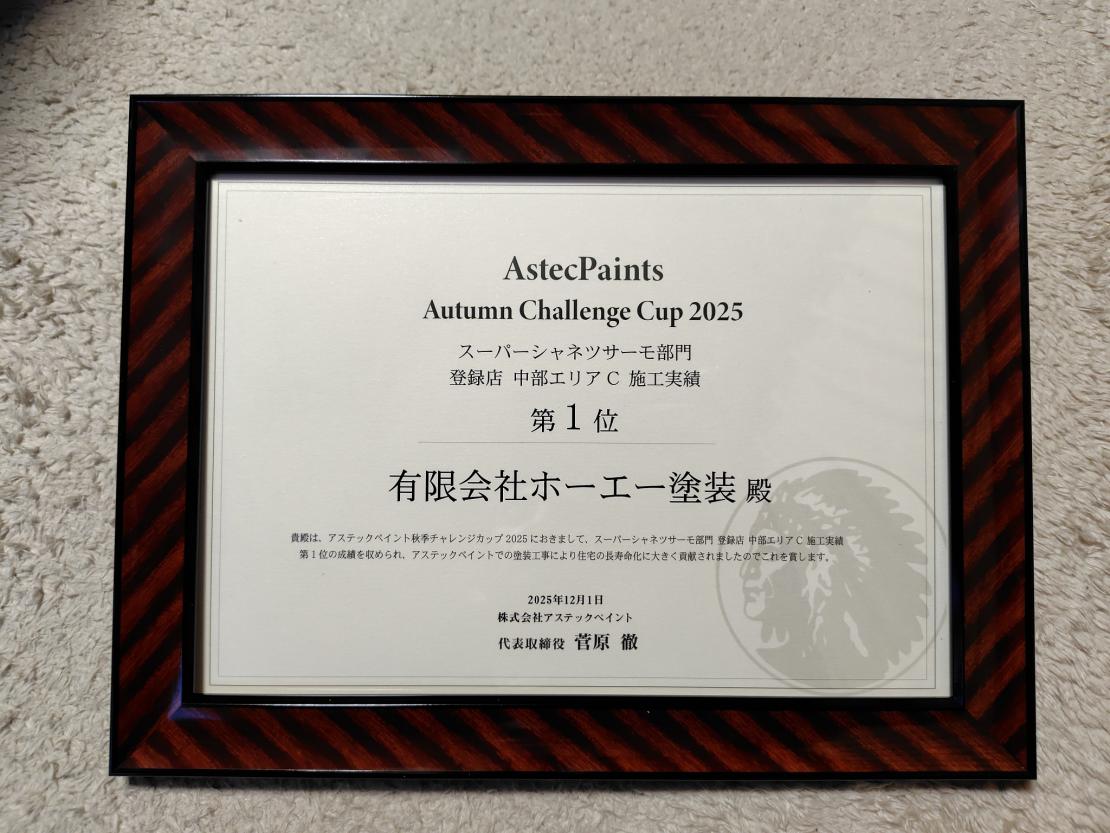 AstecPaints
Autumn Challenge Cup 2025
スーパーシャネツサーモ部門
登録店 中部エリア C 施工実績
第 1 位
有限会社ホーエー塗装 殿
貴殿は、アステックペイント秋季チャレンジカップ 2025 におきまして、スーパーシャネツサーモ部門 登録店 中部エリア C 施工実績
第 1 位の成績を収められ、アステックペイントでの塗装工事により住宅の長寿命化に大きく貢献されましたのでこれを賞します。
2025年12月1日
株式会社アステックペイント
代表取締役 菅原 徹